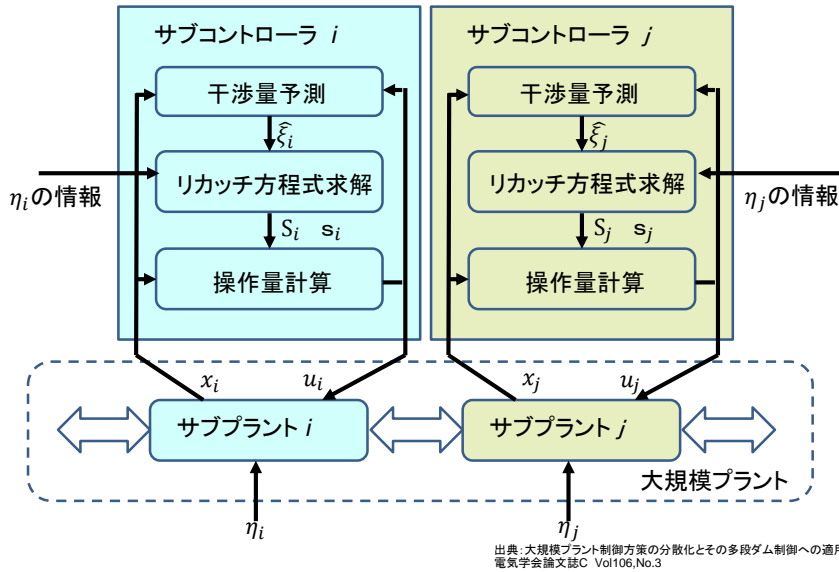 サブコントローラ i
サブコントローラ j
干渉量予測
干渉量予測
ξ̂i
ξ̂j
リカッチ方程式求解
リカッチ方程式求解
ηiの情報
ηjの情報
Si si
Sj sj
操作量計算
操作量計算
xi
ui
xj
uj
サブプラント i
サブプラント j
大規模プラント
ηi
ηj
出典：大規模プラント制御方策の分散化とその多段ダム制御への適用
電気学会論文誌C Vol106,No.3